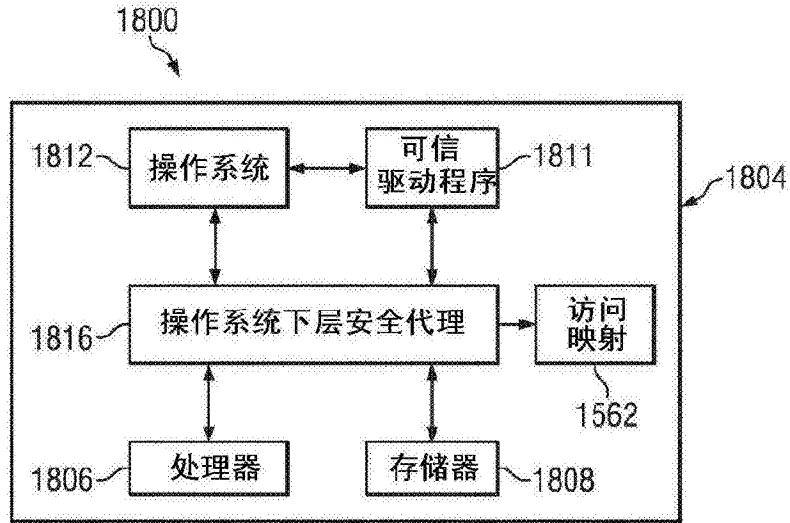 1800
1812
操作系统
可信
驱动程序
1811
1804
1816
操作系统下层安全代理
访问
映射
1562
1806
处理器
存储器
1808